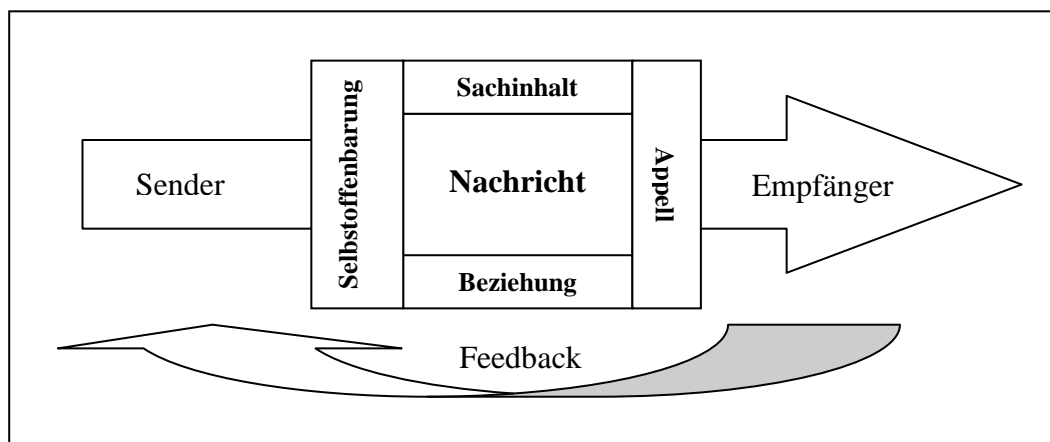 Sachinhalt
Selbstoffenbarung
Appell
Sender
Nachricht
Empfänger
Beziehung
Feedback